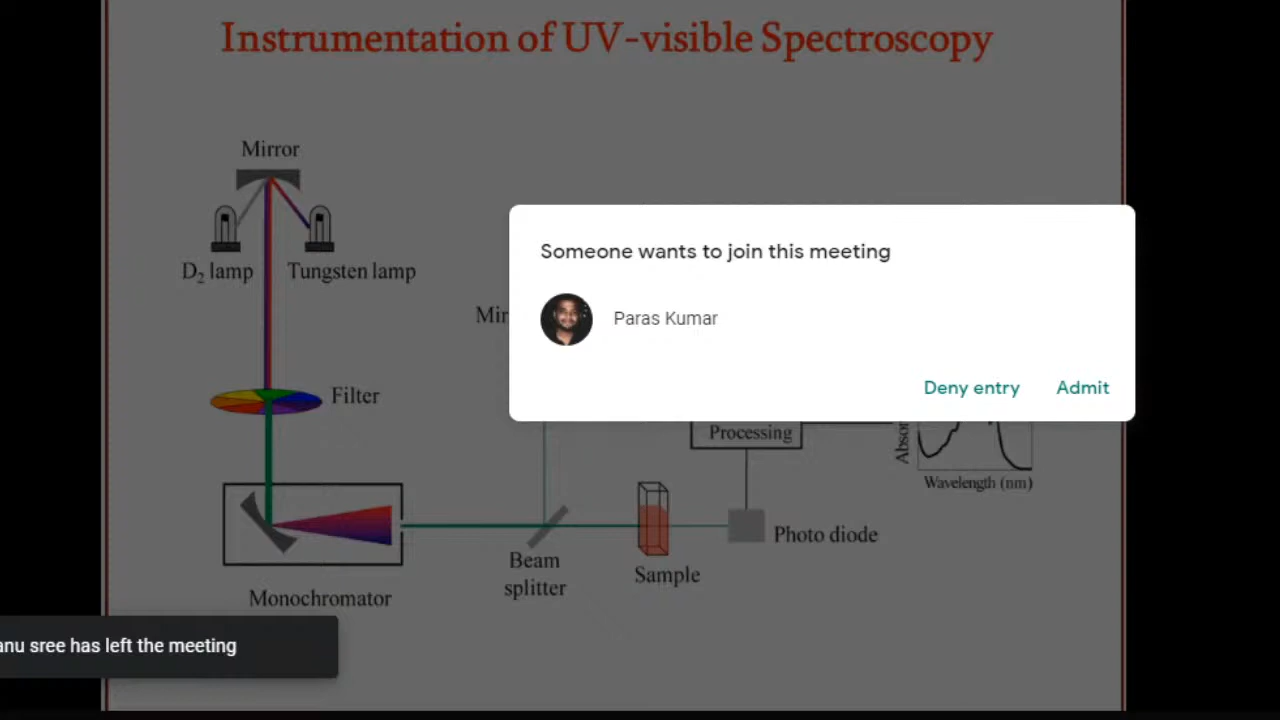 Instrumentation of UV-visible Spectroscopy
Mirror
D₂ lamp
Tungsten lamp
Someone wants to join this meeting
Paras Kumar
Deny entry
Admit
Filter
Processing
Wavelength (nm)
Photo diode
Beam
splitter
Sample
Monochromator
sree has left the meeting